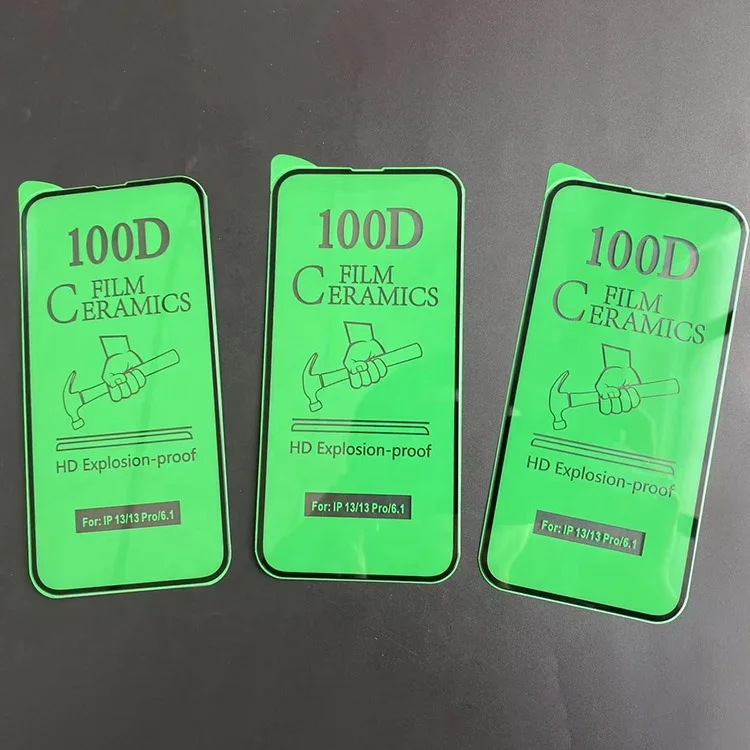 100D
FILM
CERAMICS
HD Explosion-proof
For: IP 13/13 Pro/6.1
100D
FILM
CERAMICS
HD Explosion-proof
For: IP 13/13 Pro/6.1
100D
FILM
CERAMICS
HD Explosion-proof
For: IP 13/13 Pro/6.1